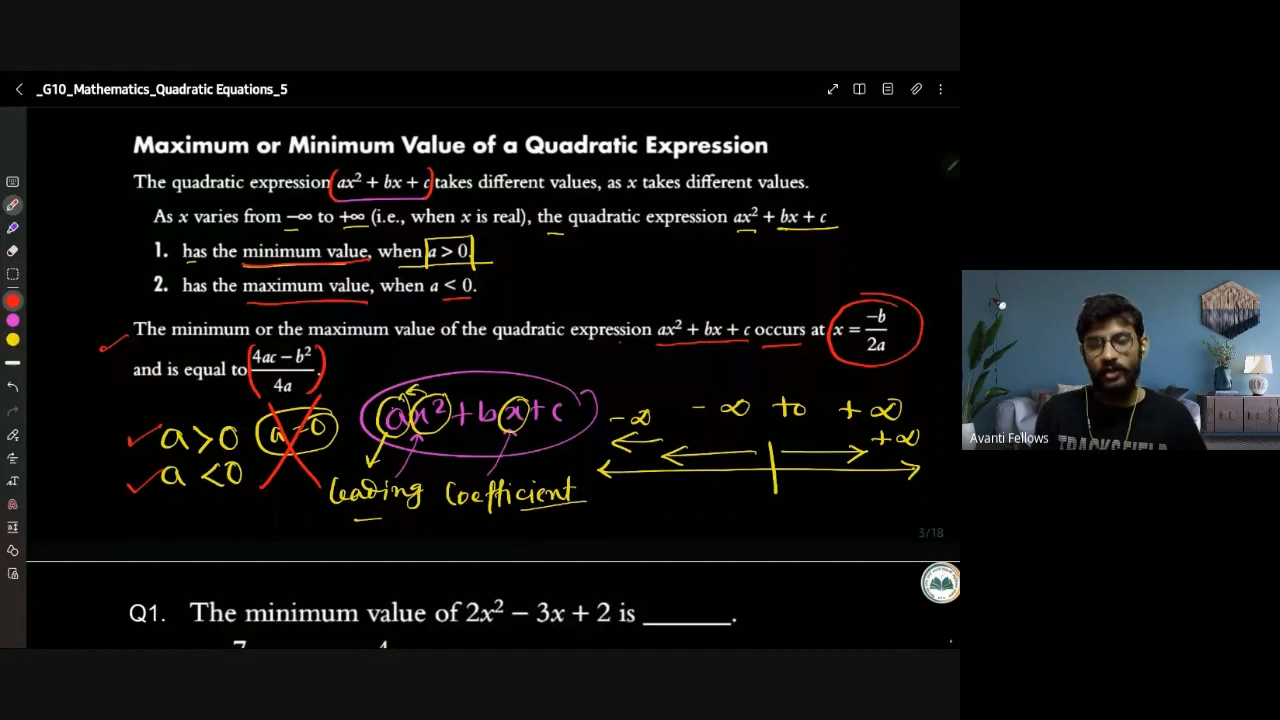 _G10_Mathematics_Quadratic Equations_5
Maximum or Minimum Value of a Quadratic Expression
The quadratic expression ax² + bx + c takes different values, as x takes different values.
As x varies from −∞ to +∞ (i.e., when x is real), the quadratic expression ax² + bx + c
1. has the minimum value, when a > 0.
2. has the maximum value, when a < 0.
The minimum or the maximum value of the quadratic expression ax² + bx + c occurs at x = −b/2a
and is equal to (4ac − b²)/4a.
a>0 a=0 ax²+bx+c -∞ -∞ to +∞
+∞
a<0
leading coefficient
3/18
Q1. The minimum value of 2x² − 3x + 2 is ______.
Avanti Fellows